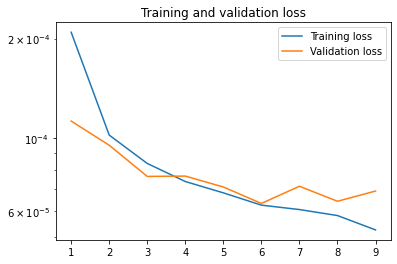 Training and validation loss
Training loss
Validation loss
2 × 10⁻⁴
10⁻⁴
6 × 10⁻⁵
1 2 3 4 5 6 7 8 9